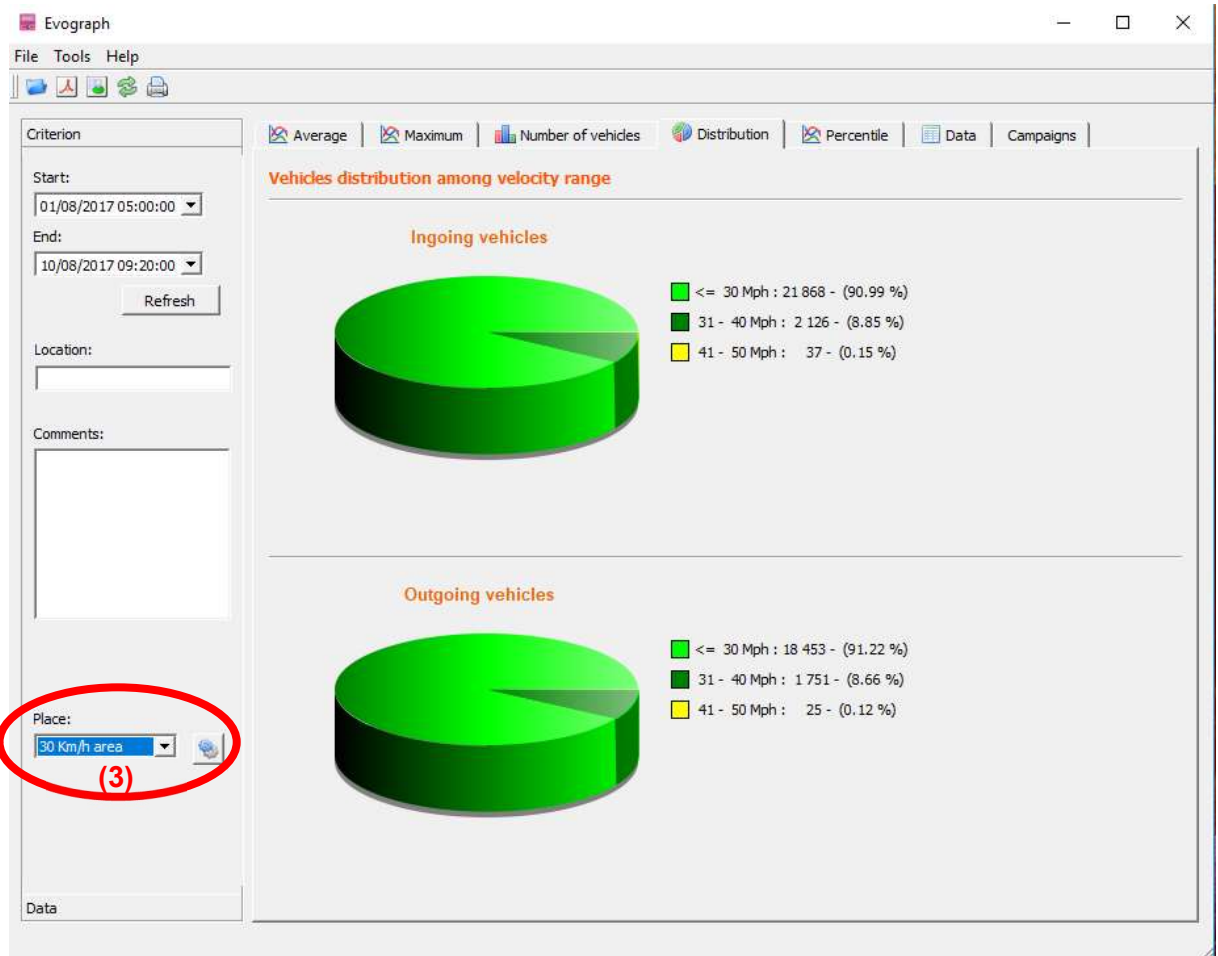 Evograph
File Tools Help
Criterion
Average Maximum Number of vehicles Distribution Percentile Data Campaigns
Start:
01/08/2017 05:00:00
End:
10/08/2017 09:20:00
Refresh
Location:
Comments:
Place:
30 Km/h area
(3)
Data
Vehicles distribution among velocity range
Ingoing vehicles
<= 30 Mph : 21 868 - (90.99 %)
31 - 40 Mph : 2 126 - (8.85 %)
41 - 50 Mph : 37 - (0.15 %)
Outgoing vehicles
<= 30 Mph : 18 453 - (91.22 %)
31 - 40 Mph : 1 751 - (8.66 %)
41 - 50 Mph : 25 - (0.12 %)